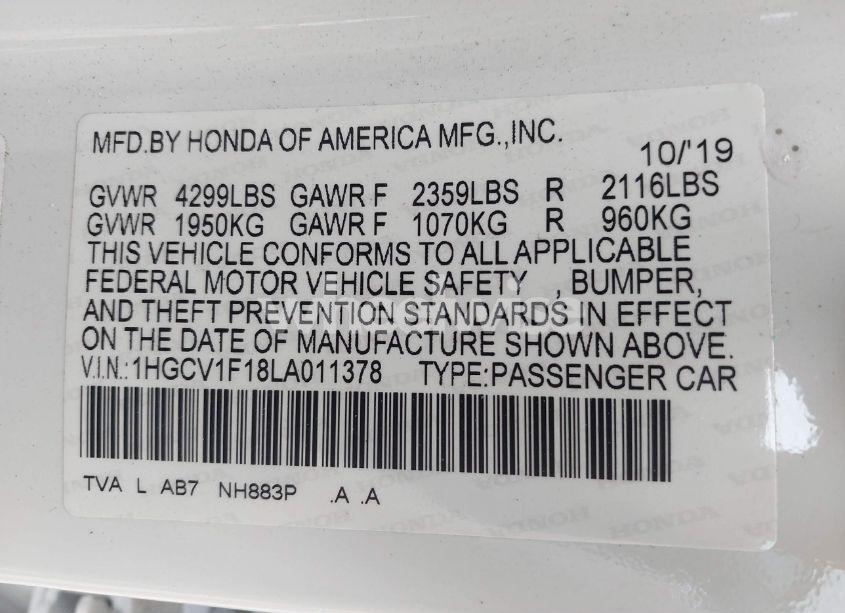 MFD.BY HONDA OF AMERICA MFG.,INC.
10/'19
GVWR 4299LBS GAWR F 2359LBS R 2116LBS
GVWR 1950KG GAWR F 1070KG R 960KG
THIS VEHICLE CONFORMS TO ALL APPLICABLE
FEDERAL MOTOR VEHICLE SAFETY , BUMPER,
AND THEFT PREVENTION STANDARDS IN EFFECT
ON THE DATE OF MANUFACTURE SHOWN ABOVE.
V.I.N.:1HGCV1F18LA011378 TYPE:PASSENGER CAR
TVA L AB7 NH883P .A .A